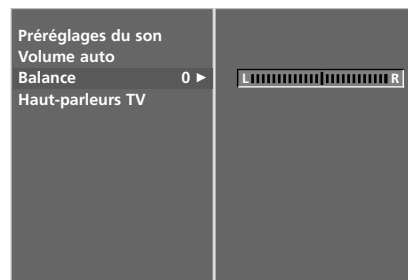 Préréglages du son
Volume auto
Balance 0 ►
L R
Haut-parleurs TV